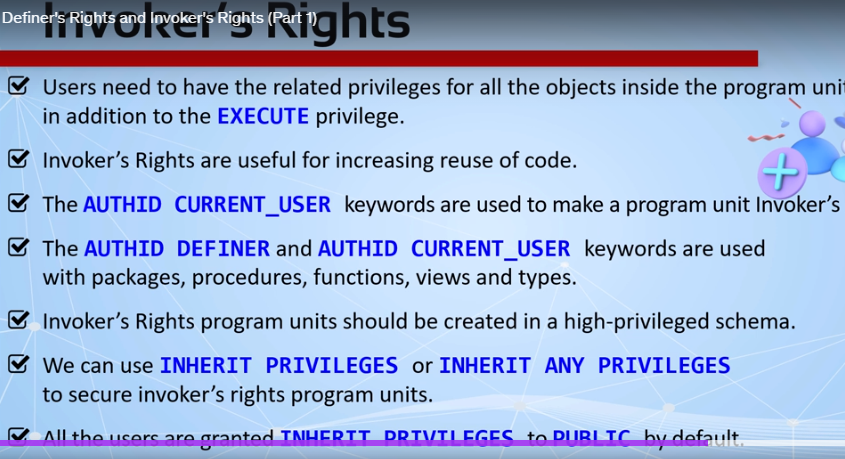 Definer's Rights and Invoker's Rights (Part 1)
Invoker's Rights
Users need to have the related privileges for all the objects inside the program unit
in addition to the EXECUTE privilege.
Invoker's Rights are useful for increasing reuse of code.
The AUTHID CURRENT_USER keywords are used to make a program unit Invoker's
The AUTHID DEFINER and AUTHID CURRENT_USER keywords are used
with packages, procedures, functions, views and types.
Invoker's Rights program units should be created in a high-privileged schema.
We can use INHERIT PRIVILEGES or INHERIT ANY PRIVILEGES
to secure invoker's rights program units.
All the users are granted INHERIT PRIVILEGES to PUBLIC by default.